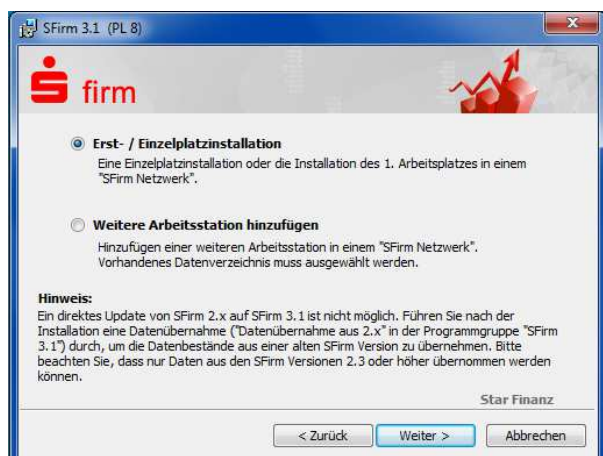 SFirm 3.1 (PL 8)
firm
Erst- / Einzelplatzinstallation
Eine Einzelplatzinstallation oder die Installation des 1. Arbeitsplatzes in einem
"SFirm Netzwerk".
Weitere Arbeitsstation hinzufügen
Hinzufügen einer weiteren Arbeitsstation in einem "SFirm Netzwerk".
Vorhandenes Datenverzeichnis muss ausgewählt werden.
Hinweis:
Ein direktes Update von SFirm 2.x auf SFirm 3.1 ist nicht möglich. Führen Sie nach der
Installation eine Datenübernahme ("Datenübernahme aus 2.x" in der Programmgruppe "SFirm
3.1") durch, um die Datenbestände aus einer alten SFirm Version zu übernehmen. Bitte
beachten Sie, dass nur Daten aus den SFirm Versionen 2.3 oder höher übernommen werden
können.
Star Finanz
< Zurück
Weiter >
Abbrechen